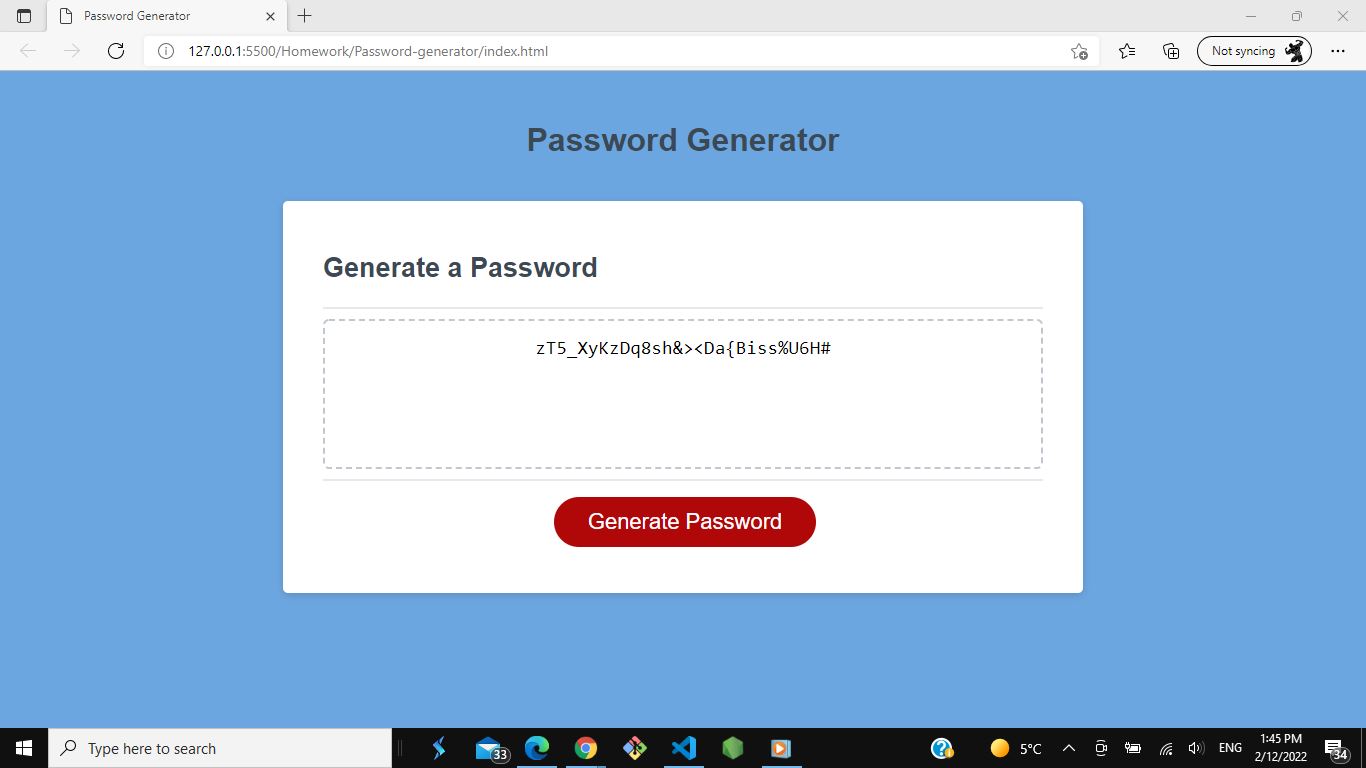 Password Generator
127.0.0.1:5500/Homework/Password-generator/index.html
Not syncing
Password Generator
Generate a Password
zT5_XyKzDq8sh&><Da{Biss%U6H#
Generate Password
Type here to search
33
5°C
ENG
1:45 PM
2/12/2022
34